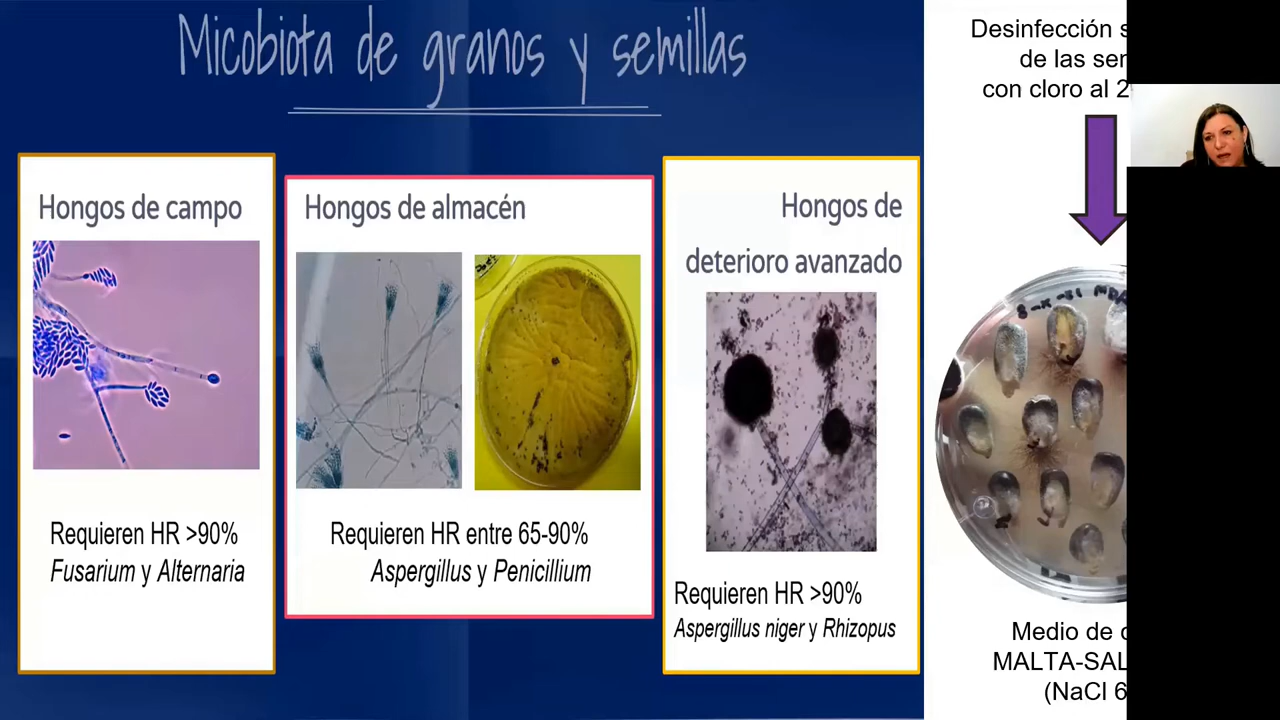 Micobiota de granos y semillas
Hongos de campo
Requieren HR >90%
Fusarium y Alternaria
Hongos de almacén
Requieren HR entre 65-90%
Aspergillus y Penicillium
Hongos de
deterioro avanzado
Requieren HR >90%
Aspergillus niger y Rhizopus
Desinfección s
de las
con cloro al 2
Medio de
MALTA-SAL
(NaCl 6